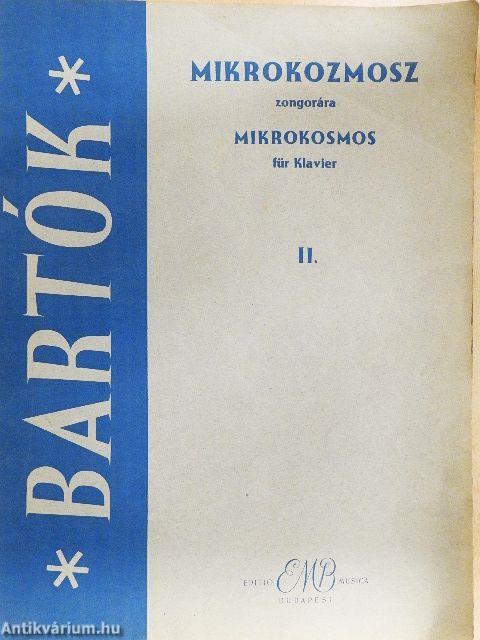 * BARTÓK *
MIKROKOZMOSZ
zongorára
MIKROKOSMOS
für Klavier
II.
EDITIO EMB MUSICA
BUDAPEST
Antikvárium.hu